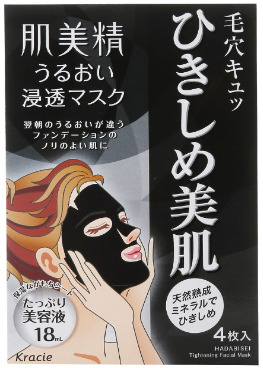 毛穴キュッ
ひきしめ美肌
肌美精
うるおい
浸透マスク
翌朝のうるおいが違う
ファンデーションの
ノリのよい肌に
たっぷり
美容液
18mL
天然熟成
ミネラルで
ひきしめ
4枚入
HADABISEI
Tightening Facial Mask
Kracie